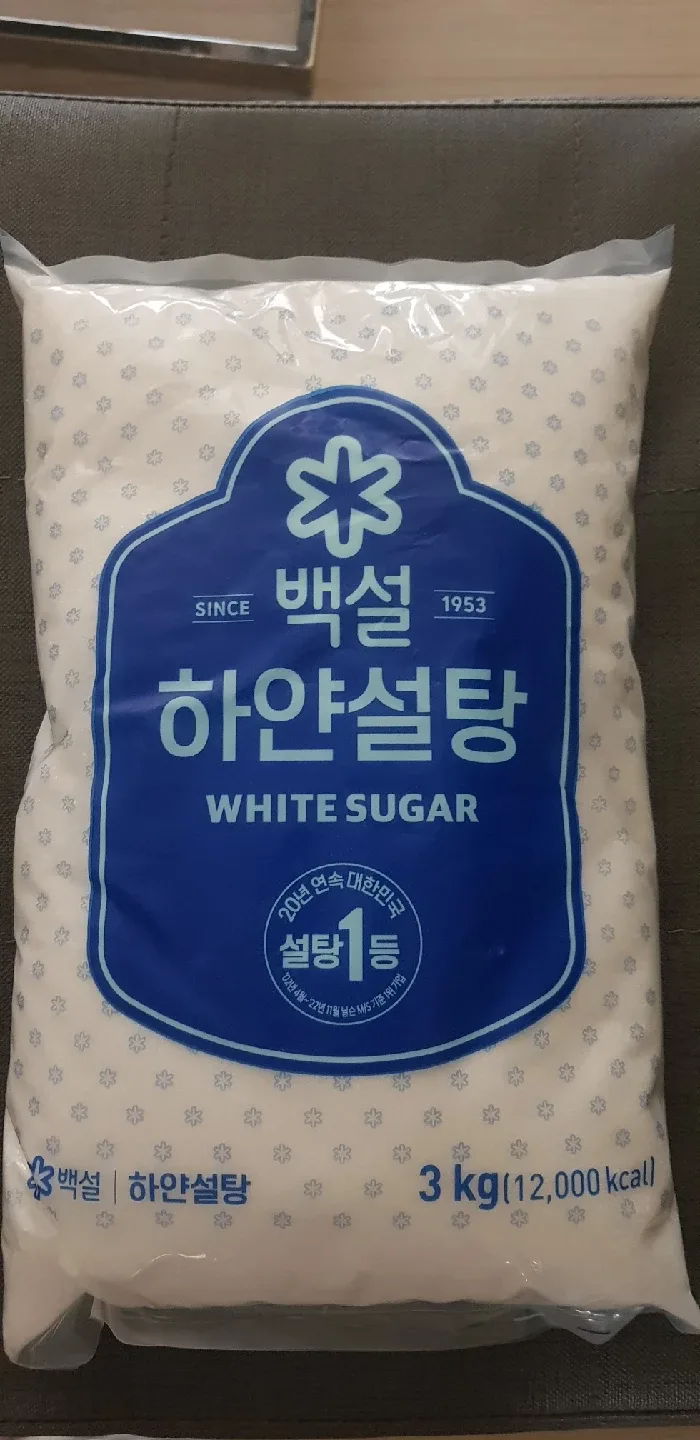 SINCE 백설 1953
하얀설탕
WHITE SUGAR
20년 연속 대한민국
설탕1등
백설 | 하얀설탕
3 kg(12,000 kcal)